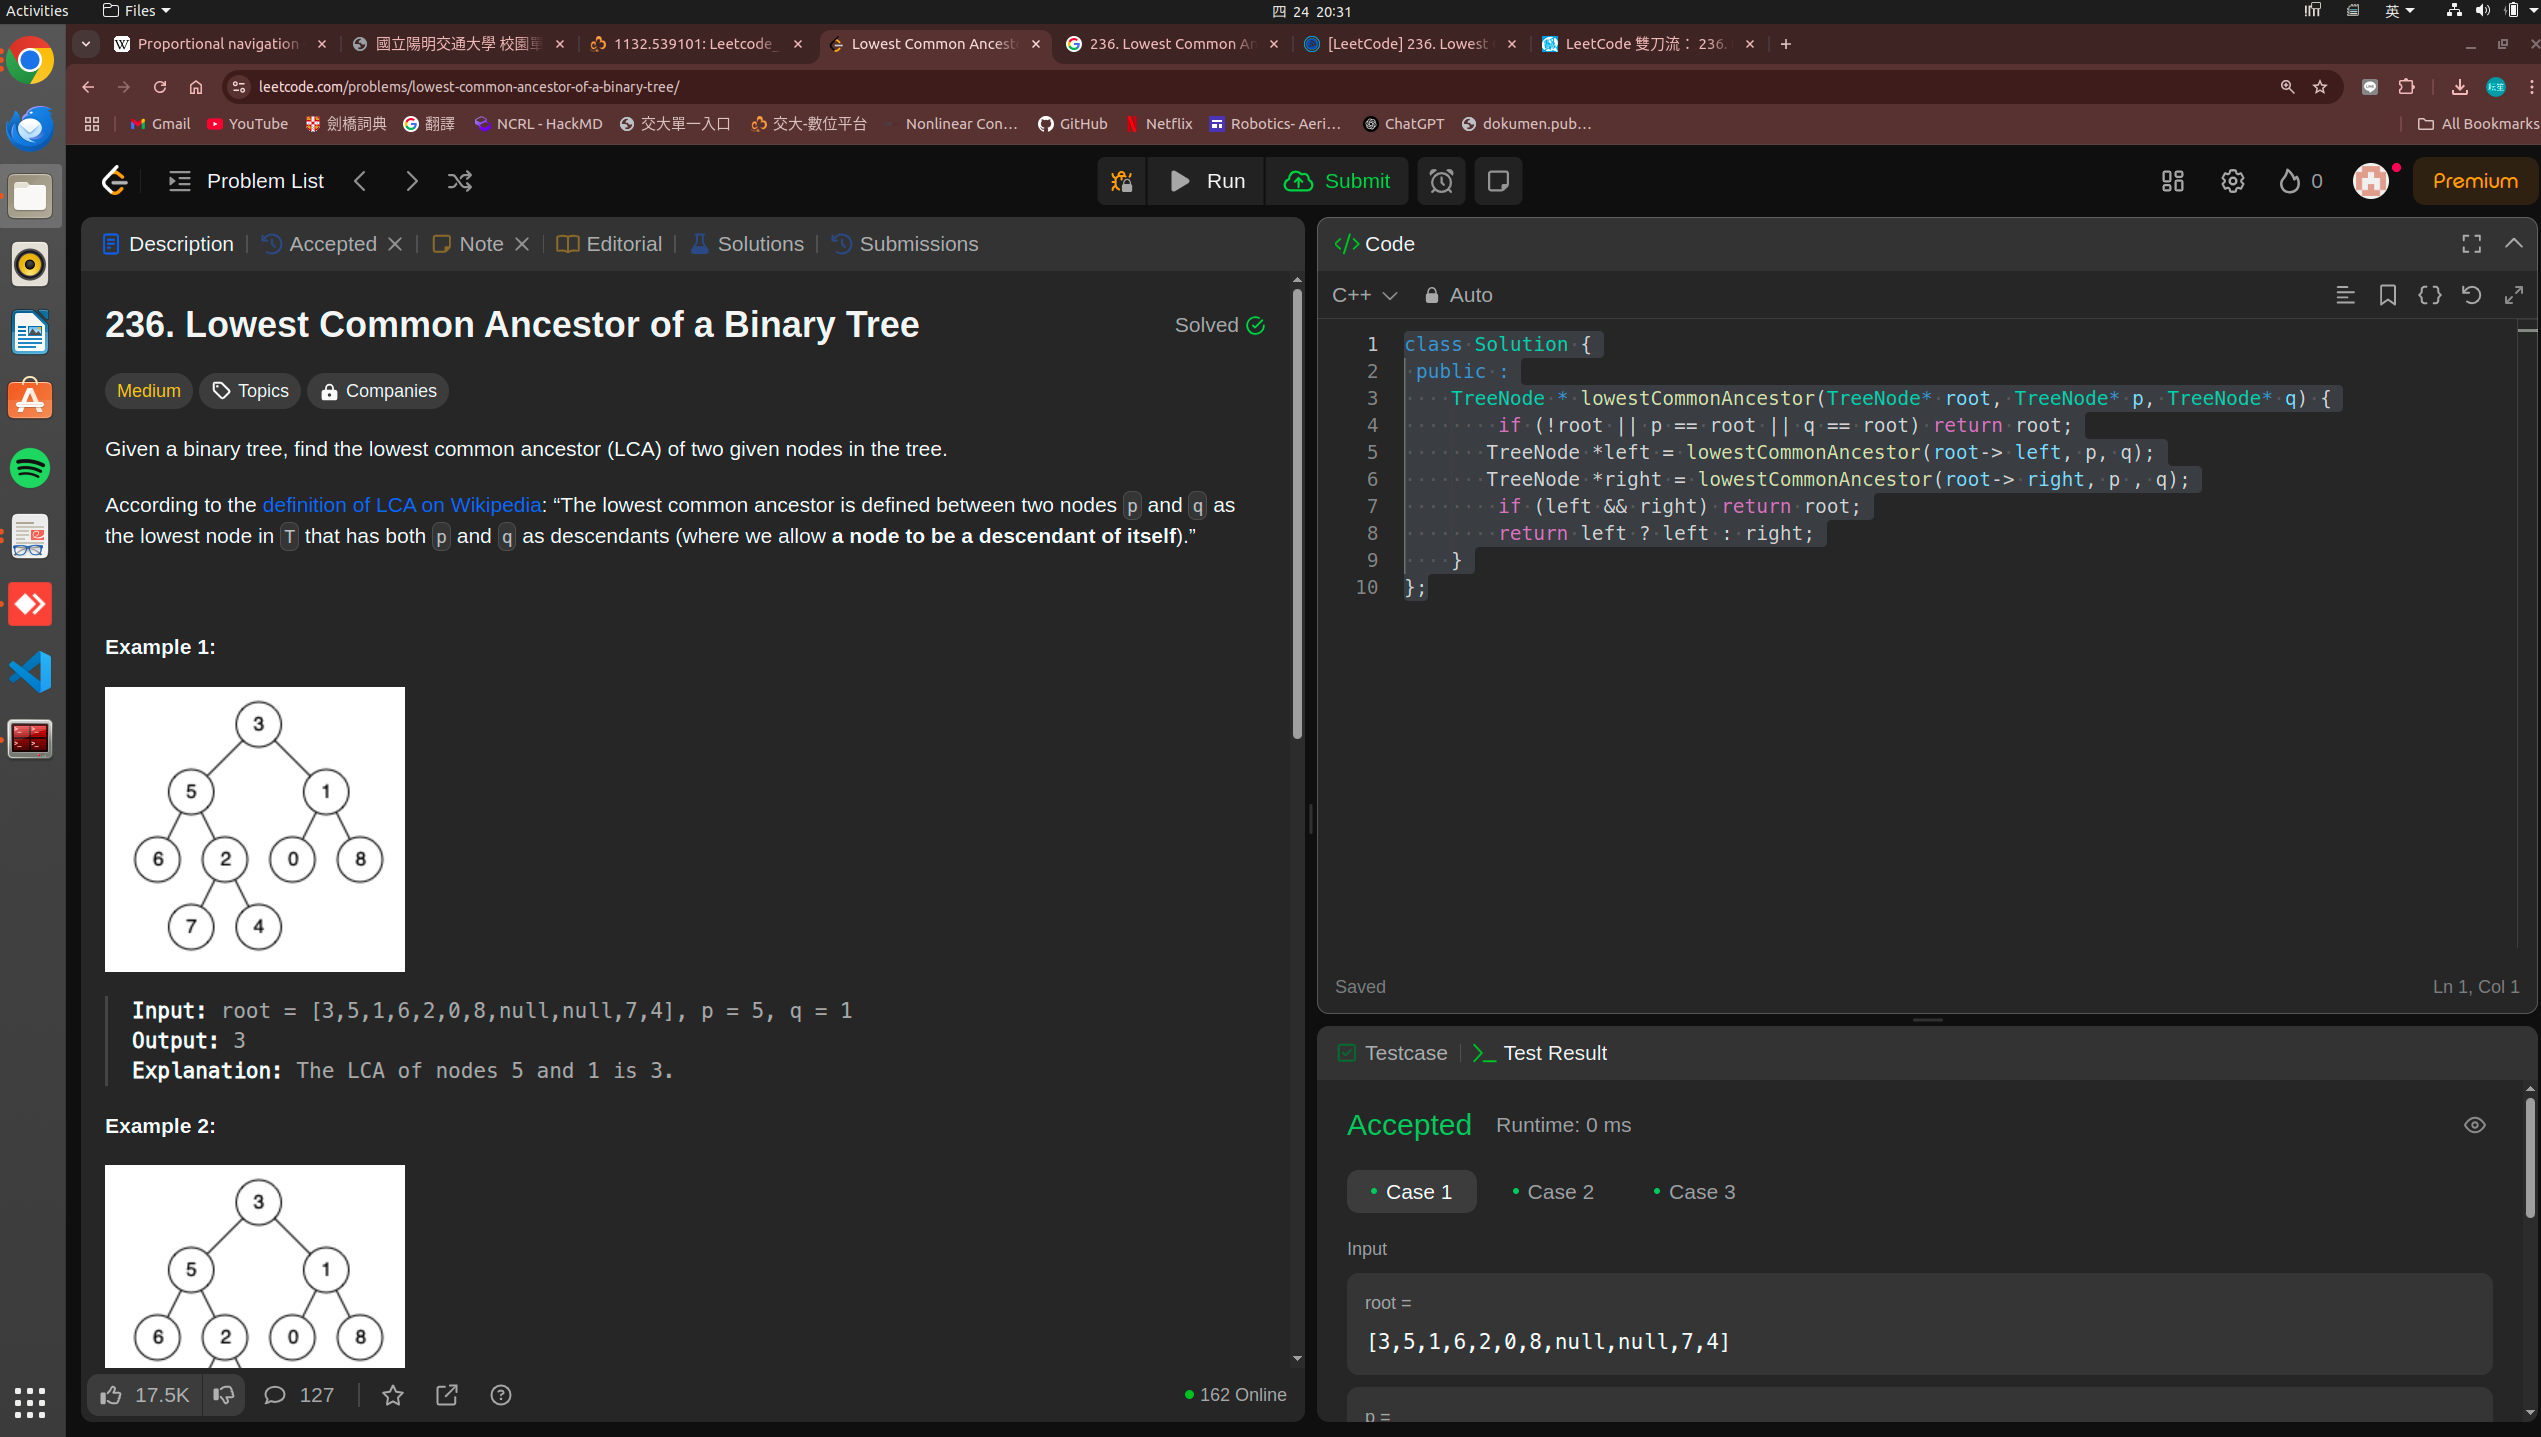 Activities
Files
四 24 20:31
英
Proportional navigation
國立陽明交通大學 校園單
1132.539101: Leetcode_
Lowest Common Ancest
236. Lowest Common An
[LeetCode] 236. Lowest
LeetCode 雙刀流：236.
leetcode.com/problems/lowest-common-ancestor-of-a-binary-tree/
Gmail
YouTube
劍橋詞典
翻譯
NCRL - HackMD
交大單一入口
交大-數位平台
Nonlinear Con...
GitHub
Netflix
Robotics- Aeri...
ChatGPT
dokumen.pub...
All Bookmarks
Problem List
Run
Submit
0
Premium
Description
Accepted
Note
Editorial
Solutions
Submissions
236. Lowest Common Ancestor of a Binary Tree
Solved
Medium
Topics
Companies
Given a binary tree, find the lowest common ancestor (LCA) of two given nodes in the tree.
According to the definition of LCA on Wikipedia: “The lowest common ancestor is defined between two nodes p and q as
the lowest node in T that has both p and q as descendants (where we allow a node to be a descendant of itself).”
Example 1:
3
5 1
6 2 0 8
7 4
Input: root = [3,5,1,6,2,0,8,null,null,7,4], p = 5, q = 1
Output: 3
Explanation: The LCA of nodes 5 and 1 is 3.
Example 2:
3
5 1
6 2 0 8
17.5K
127
162 Online
Code
C++
Auto
1 class Solution {
2 public :
3 TreeNode * lowestCommonAncestor(TreeNode* root, TreeNode* p, TreeNode* q) {
4 if (!root || p == root || q == root) return root;
5 TreeNode *left = lowestCommonAncestor(root-> left, p, q);
6 TreeNode *right = lowestCommonAncestor(root-> right, p , q);
7 if (left && right) return root;
8 return left ? left : right;
9 }
10 };
Saved
Ln 1, Col 1
Testcase
Test Result
Accepted
Runtime: 0 ms
Case 1
Case 2
Case 3
Input
root =
[3,5,1,6,2,0,8,null,null,7,4]
p =